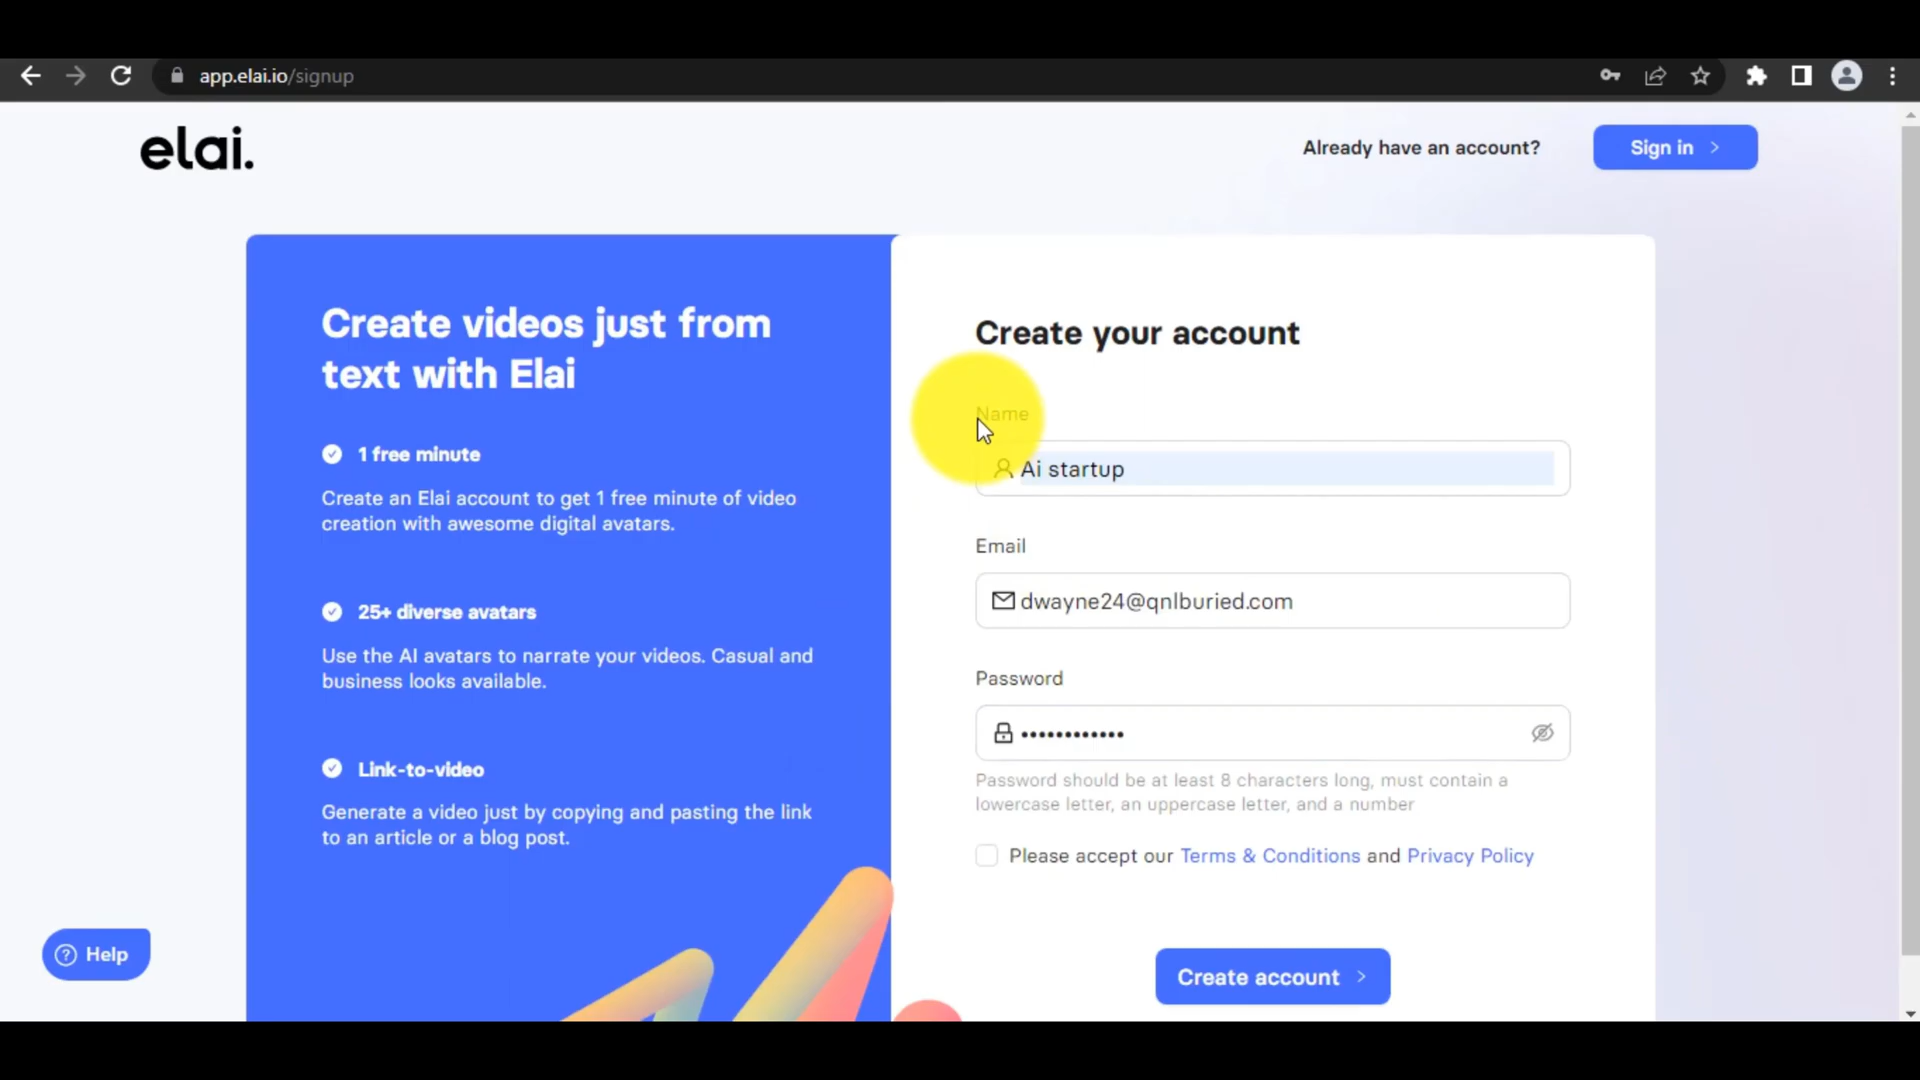 app.elai.io/signup
elai.
Already have an account?
Sign in
Create videos just from
text with Elai
1 free minute
Create an Elai account to get 1 free minute of video
creation with awesome digital avatars.
25+ diverse avatars
Use the AI avatars to narrate your videos. Casual and
business looks available.
Link-to-video
Generate a video just by copying and pasting the link
to an article or a blog post.
Help
Create your account
Name
Ai startup
Email
dwayne24@qnlburied.com
Password
••••••••••••
Password should be at least 8 characters long, must contain a
lowercase letter, an uppercase letter, and a number
Please accept our Terms & Conditions and Privacy Policy
Create account